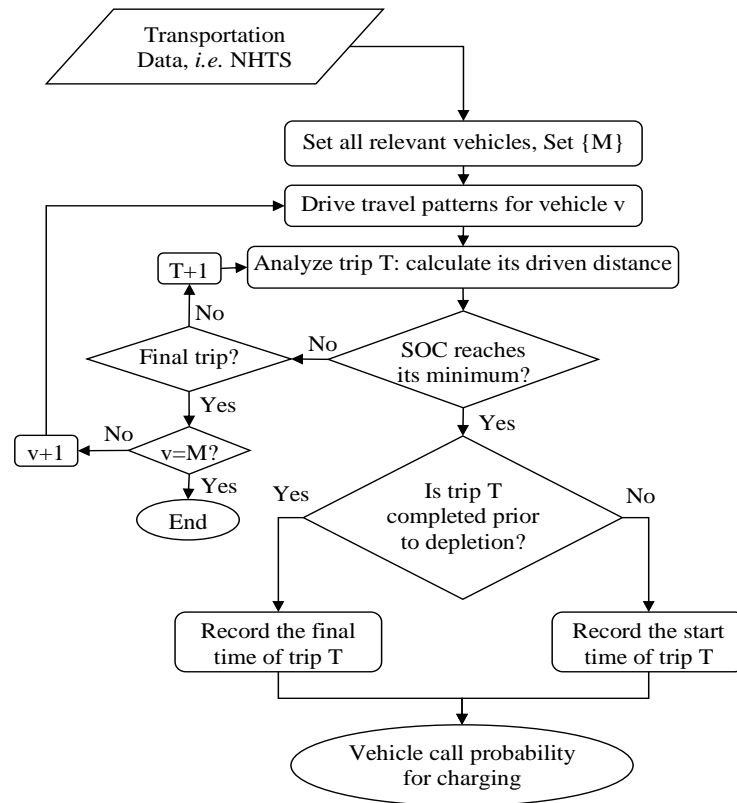 Transportation
Data, i.e. NHTS
Set all relevant vehicles, Set {M}
Drive travel patterns for vehicle v
T+1
Analyze trip T: calculate its driven distance
No
No
Final trip?
SOC reaches
its minimum?
Yes
Yes
No
v+1
v=M?
Yes
End
Yes
Is trip T
completed prior
to depletion?
No
Record the final
time of trip T
Record the start
time of trip T
Vehicle call probability
for charging